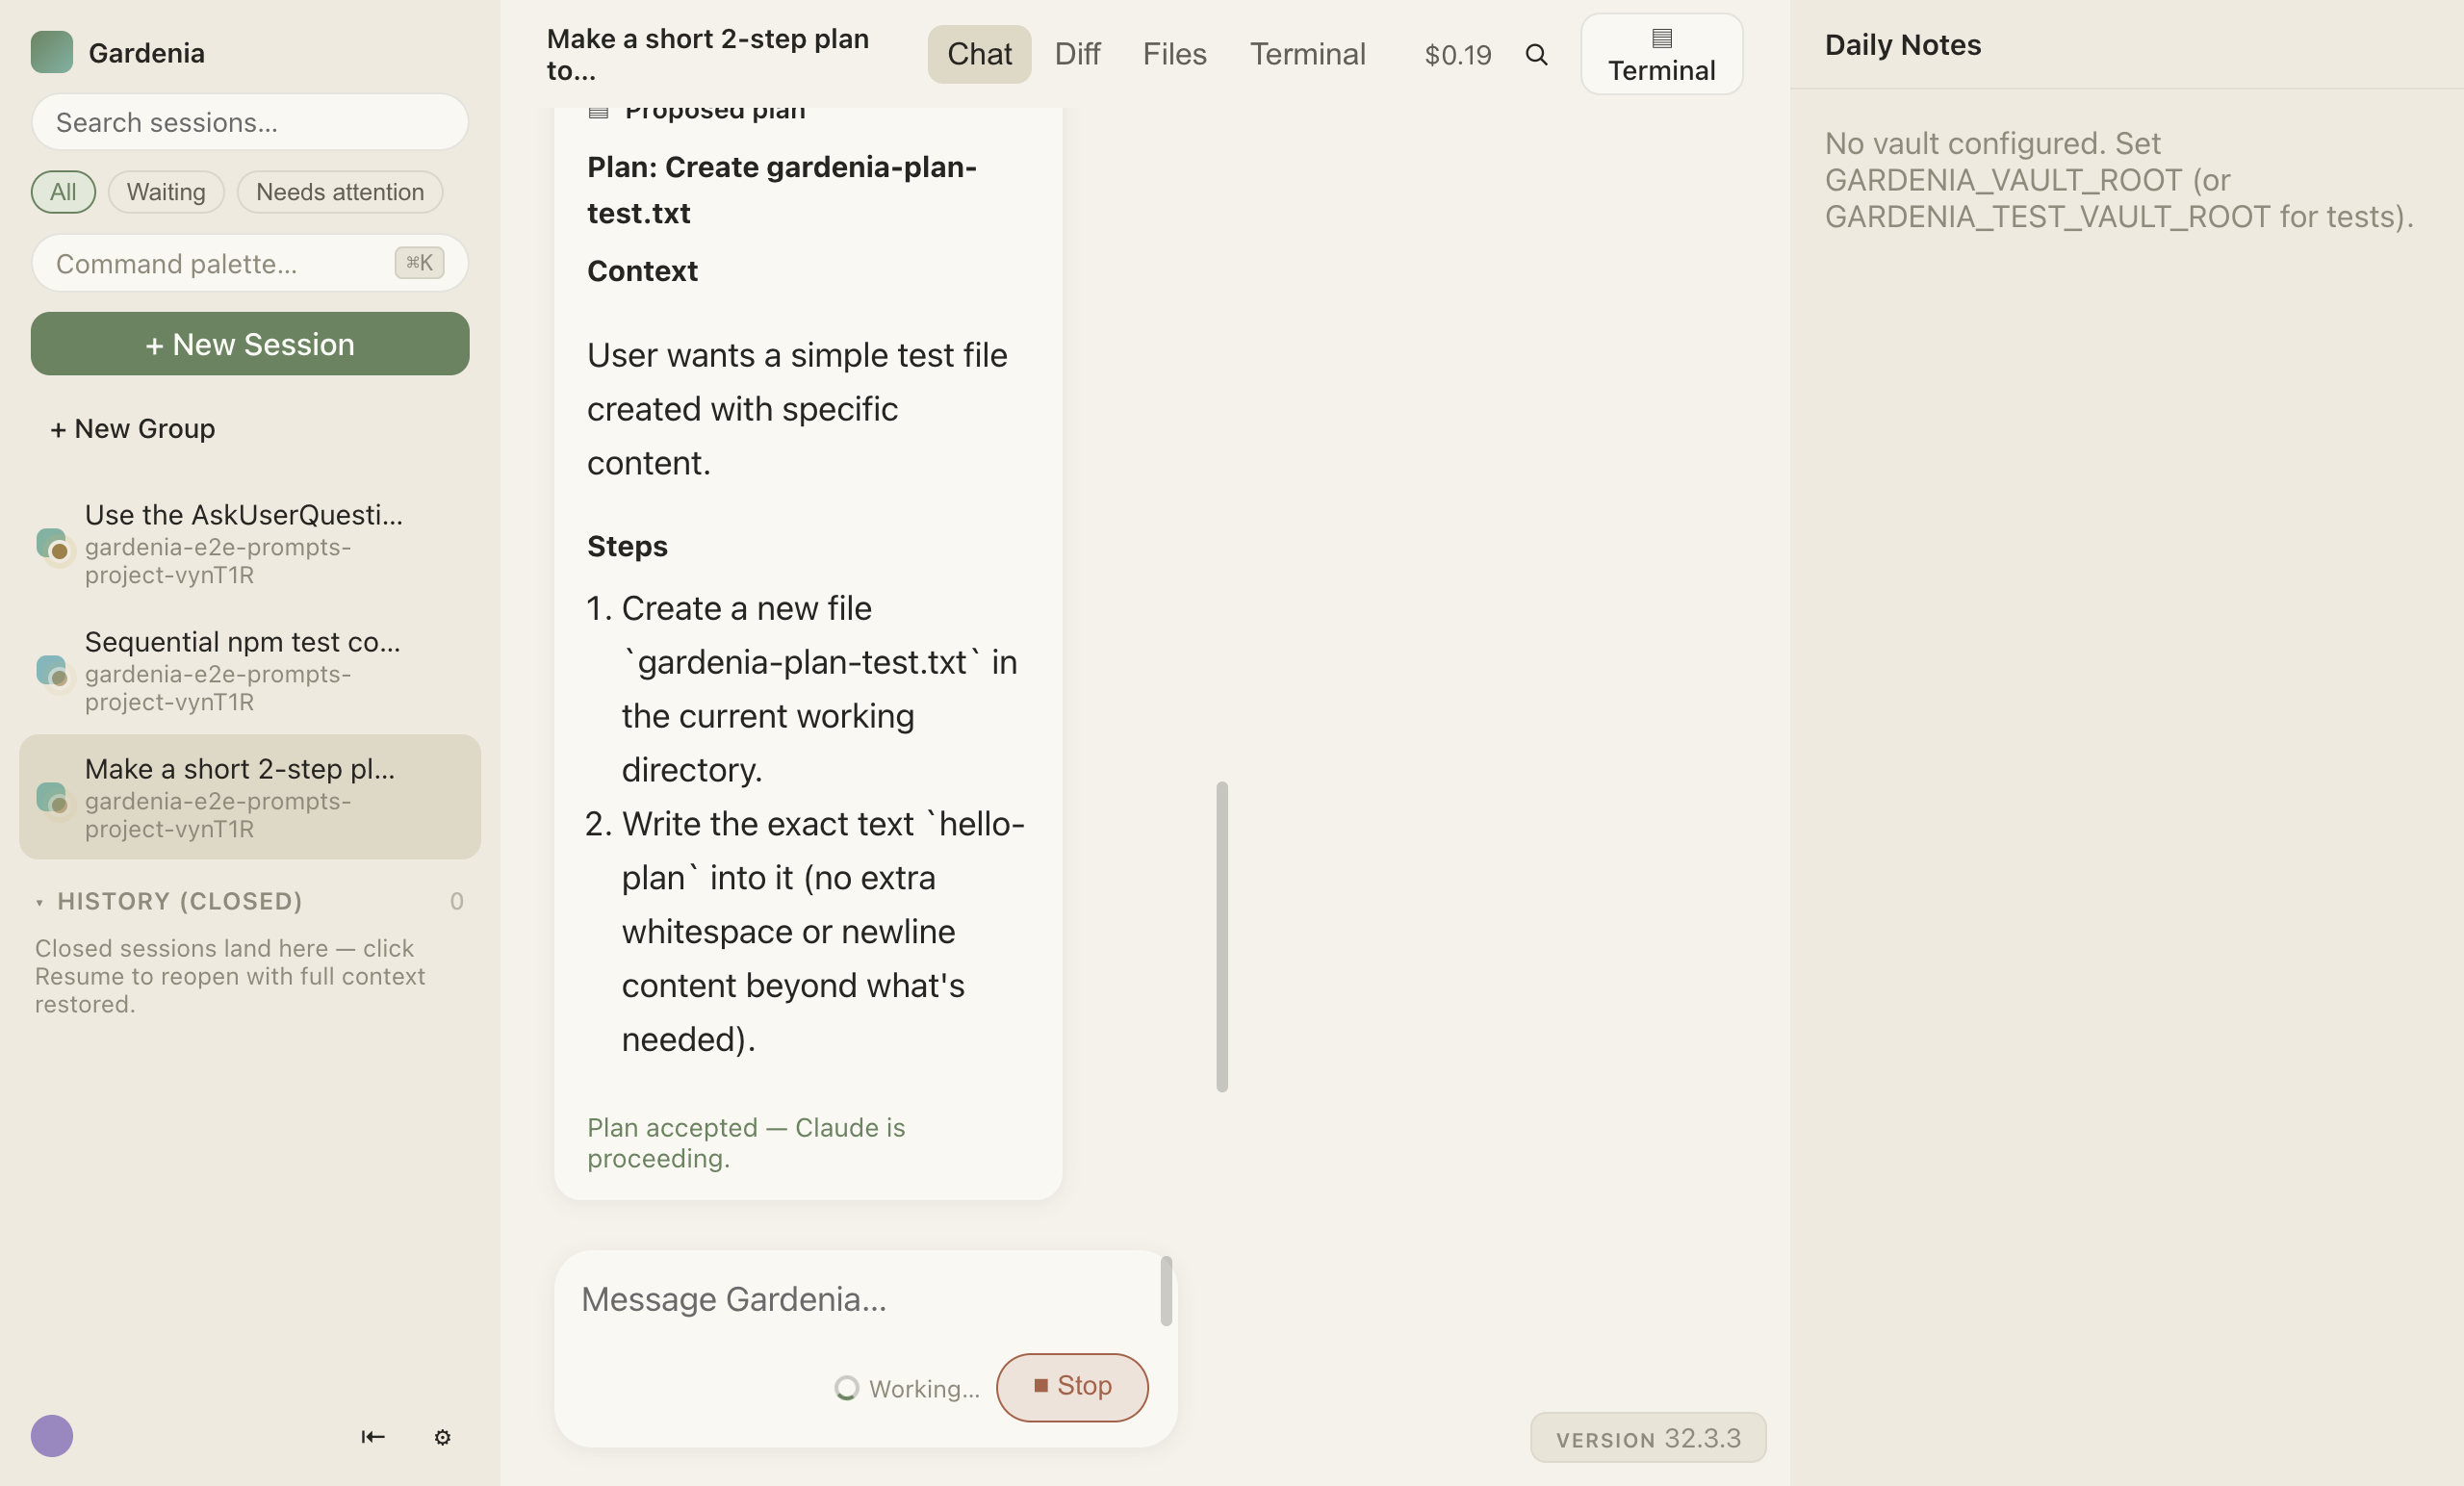 Gardenia
Search sessions...
All
Waiting
Needs attention
Command palette...
⌘K
+ New Session
+ New Group
Use the AskUserQuesti...
gardenia-e2e-prompts-
project-vynT1R
Sequential npm test co...
gardenia-e2e-prompts-
project-vynT1R
Make a short 2-step pl...
gardenia-e2e-prompts-
project-vynT1R
HISTORY (CLOSED)
0
Closed sessions land here — click
Resume to reopen with full context
restored.
Make a short 2-step plan
to...
Chat
Diff
Files
Terminal
$0.19
Terminal
Proposed plan
Plan: Create gardenia-plan-
test.txt
Context
User wants a simple test file
created with specific
content.
Steps
1. Create a new file
`gardenia-plan-test.txt` in
the current working
directory.
2. Write the exact text `hello-
plan` into it (no extra
whitespace or newline
content beyond what's
needed).
Plan accepted — Claude is
proceeding.
Message Gardenia...
Working...
Stop
VERSION 32.3.3
Daily Notes
No vault configured. Set
GARDENIA_VAULT_ROOT (or
GARDENIA_TEST_VAULT_ROOT for tests).